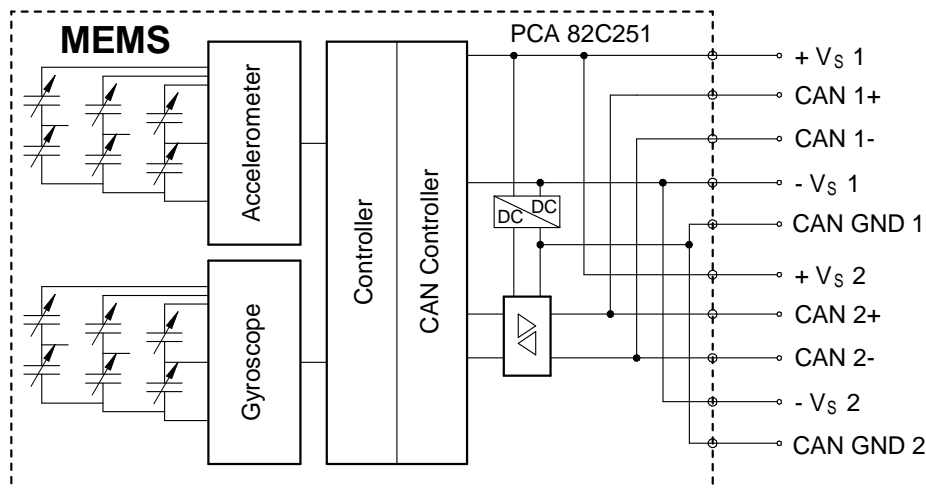 MEMS
PCA 82C251
Accelerometer
Gyroscope
Controller
CAN Controller
DC
DC
+ VS 1
CAN 1+
CAN 1-
- VS 1
CAN GND 1
+ VS 2
CAN 2+
CAN 2-
- VS 2
CAN GND 2